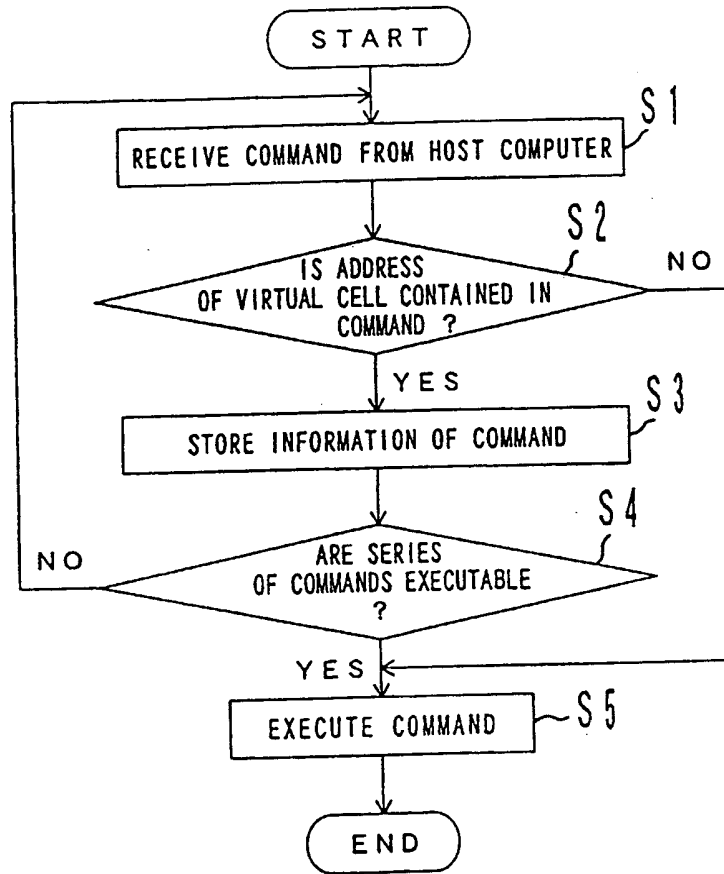 START
S1
RECEIVE COMMAND FROM HOST COMPUTER
S2
IS ADDRESS
OF VIRTUAL CELL CONTAINED IN
COMMAND ?
NO
YES
S3
STORE INFORMATION OF COMMAND
S4
ARE SERIES
OF COMMANDS EXECUTABLE
?
NO
YES
S5
EXECUTE COMMAND
END